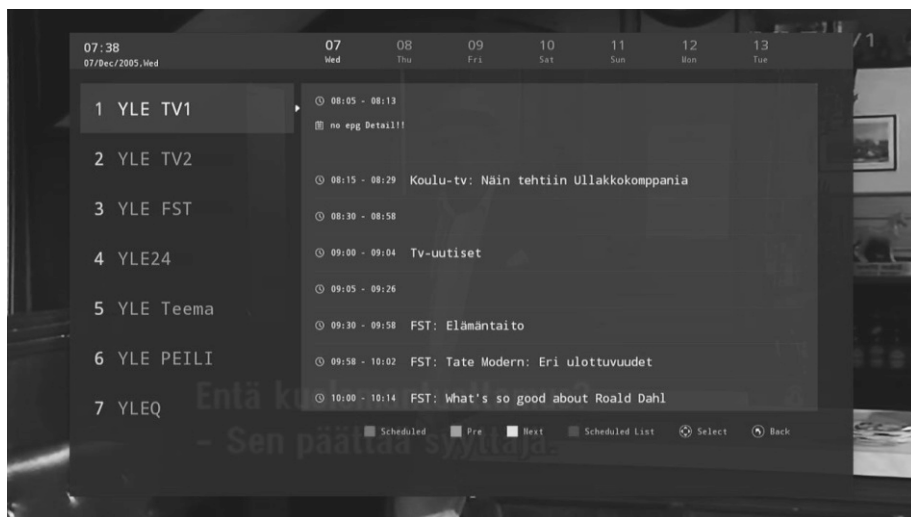 /1
07:38
07/Dec/2005,Wed
07 08 09 10 11 12 13
Wed Thu Fri Sat Sun Mon Tue
1 YLE TV1
2 YLE TV2
3 YLE FST
4 YLE24
5 YLE Teema
6 YLE PEILI
7 YLEQ
08:05 - 08:13
no epg Detail!!
08:15 - 08:29 Koulu-tv: Näin tehtiin Ullakkokomppania
08:30 - 08:58
09:00 - 09:04 Tv-uutiset
09:05 - 09:26
09:30 - 09:58 FST: Elämäntaito
09:58 - 10:02 FST: Tate Modern: Eri ulottuvuudet
10:00 - 10:14 FST: What's so good about Roald Dahl
Scheduled Pre Next Scheduled List Select Back
Entä
- Sen päättää syyttäjä.